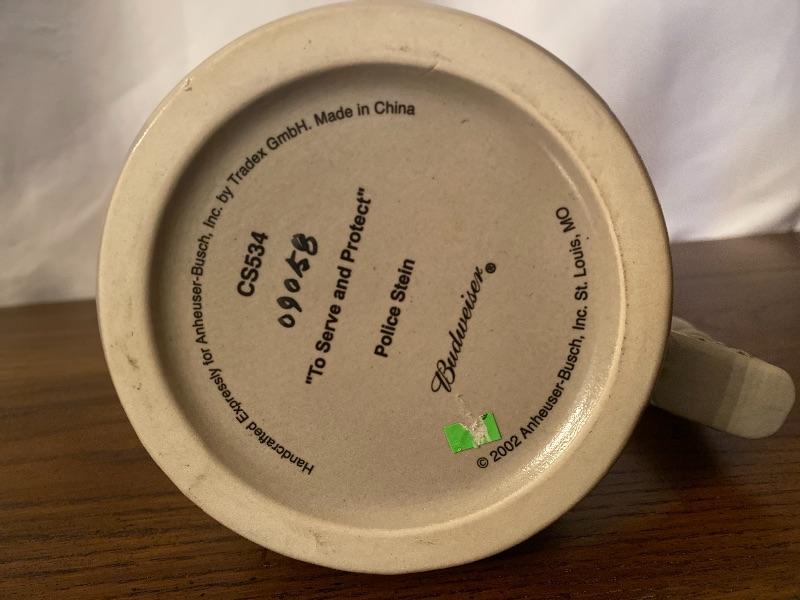 Handcrafted Expressly for Anheuser-Busch, Inc. by Tradex GmbH. Made in China
CS534
09058
"To Serve and Protect"
Police Stein
Budweiser®
© 2002 Anheuser-Busch, Inc. St. Louis, MO